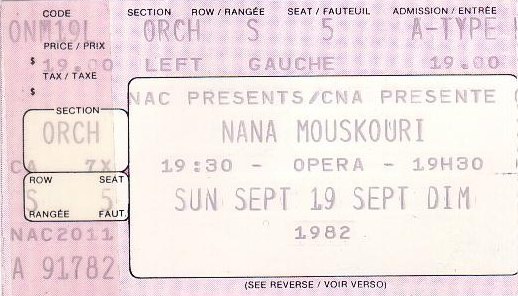 CODE SECTION ROW / RANGÉE SEAT / FAUTEUIL ADMISSION / ENTRÉE
ONM19L ORCH S 5 A-TYPE
PRICE / PRIX
$ 19.00 LEFT GAUCHE 19.00
TAX / TAXE
$
NAC PRESENTS/CNA PRESENTE
SECTION
ORCH
NANA MOUSKOURI
CA 7X
19:30 - OPERA - 19H30
ROW SEAT
S 5
RANGÉE FAUT.
SUN SEPT 19 SEPT DIM
NAC2011
1982
A 91782
(SEE REVERSE / VOIR VERSO)